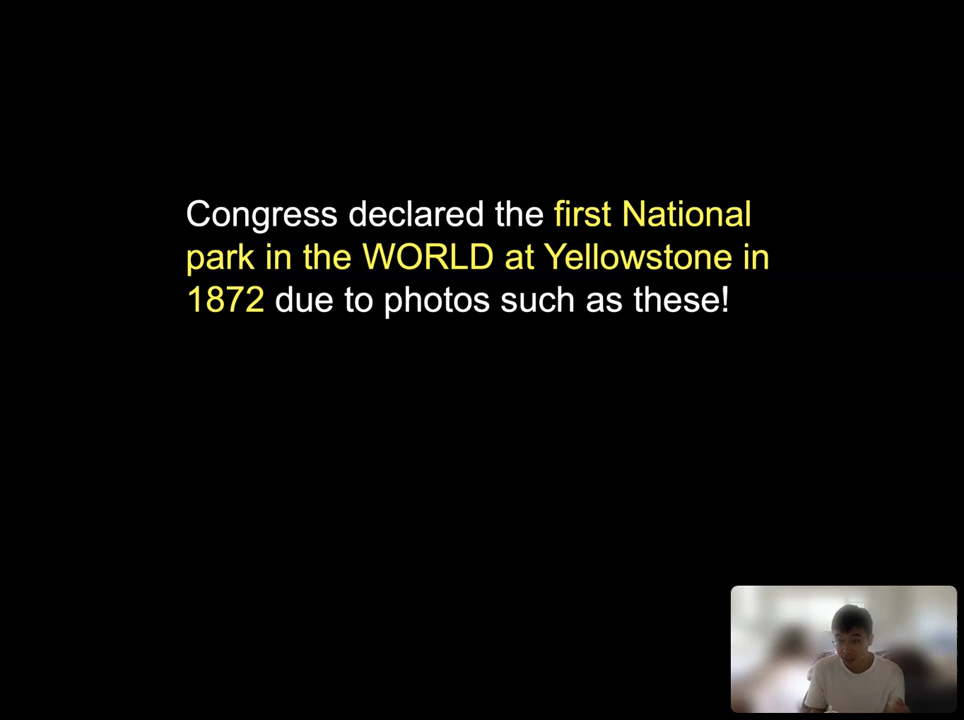 Congress declared the first National
park in the WORLD at Yellowstone in
1872 due to photos such as these!